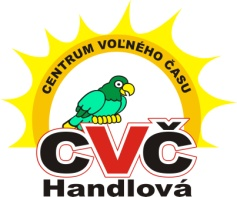 CENTRUM VOĽNÉHO ČASU
CVČ
Handlová